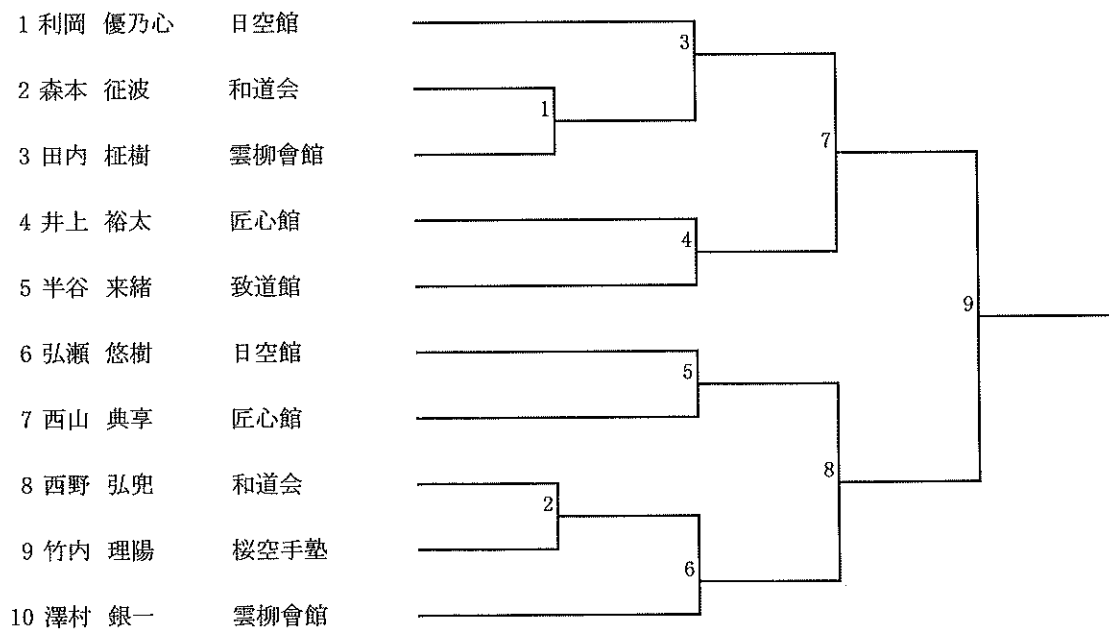 1 利岡 優乃心 日空館
3
2 森本 征波 和道会
1
3 田内 柾樹 雲柳會館
7
4 井上 裕太 匠心館
4
5 半谷 来緒 致道館
9
6 弘瀬 悠樹 日空館
5
7 西山 典享 匠心館
8
8 西野 弘兜 和道会
2
9 竹内 理陽 桜空手塾
6
10 澤村 銀一 雲柳會館